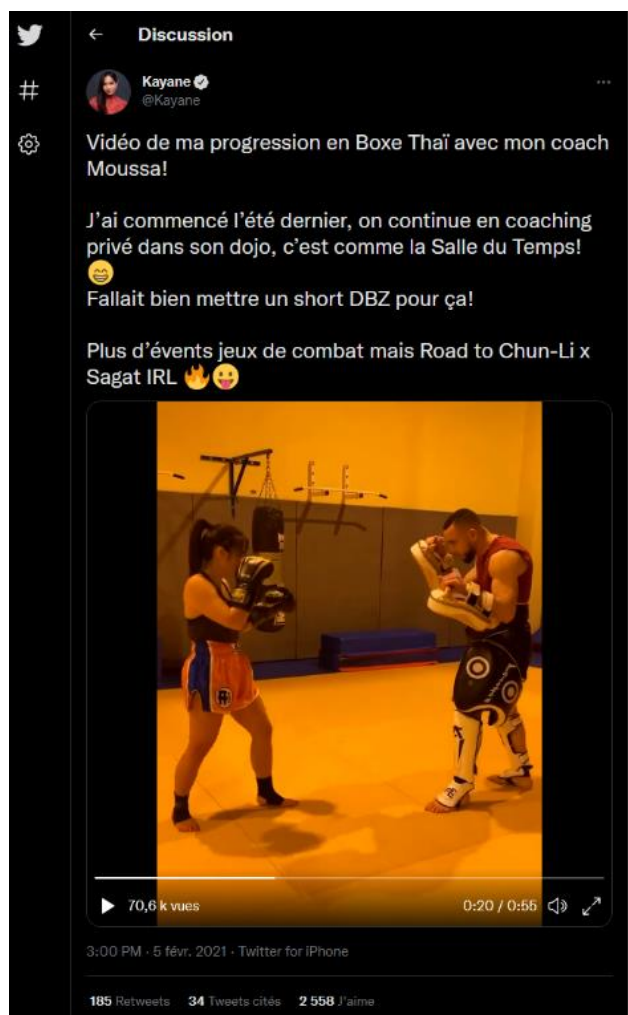 Discussion
Kayane
@Kayane
Vidéo de ma progression en Boxe Thaï avec mon coach
Moussa!
J'ai commencé l'été dernier, on continue en coaching
privé dans son dojo, c'est comme la Salle du Temps!
😁
Fallait bien mettre un short DBZ pour ça!
Plus d'évents jeux de combat mais Road to Chun-Li x
Sagat IRL 🔥😛
70,6 k vues
0:20 / 0:55
3:00 PM · 5 févr. 2021 · Twitter for iPhone
185 Retweets 34 Tweets cités 2 558 J'aime